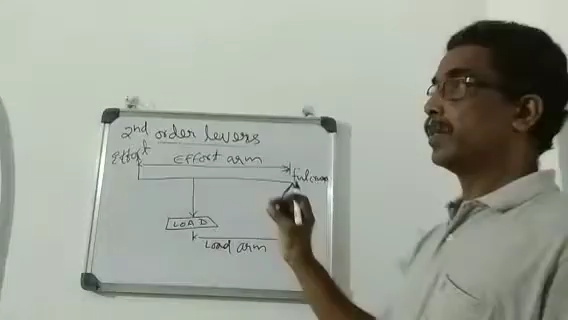 2nd order levers
Effort
Effort arm
Fulcrum
LOAD
Load arm